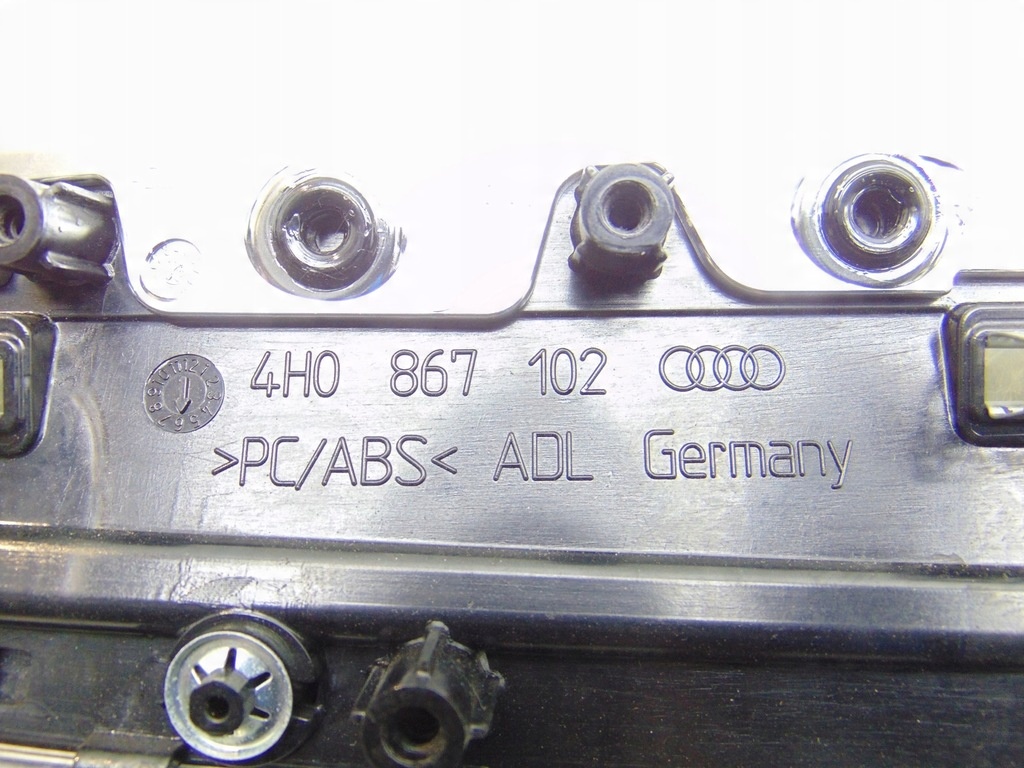 4H0 867 102
>PC/ABS< ADL Germany